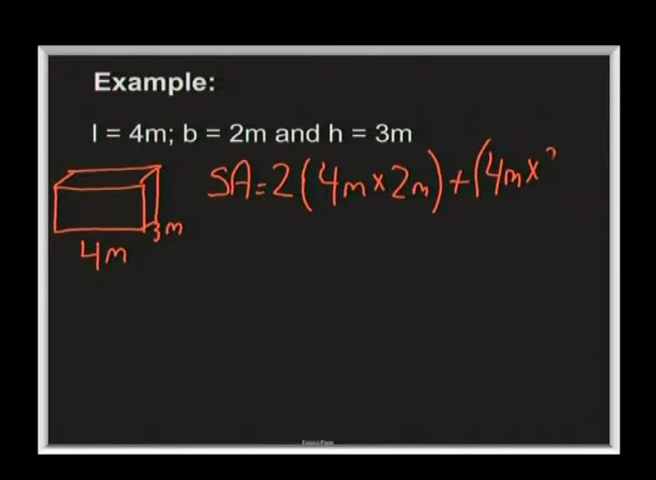 Example:
l = 4m; b = 2m and h = 3m
SA=2(4m×2m)+(4m×
3m
4m